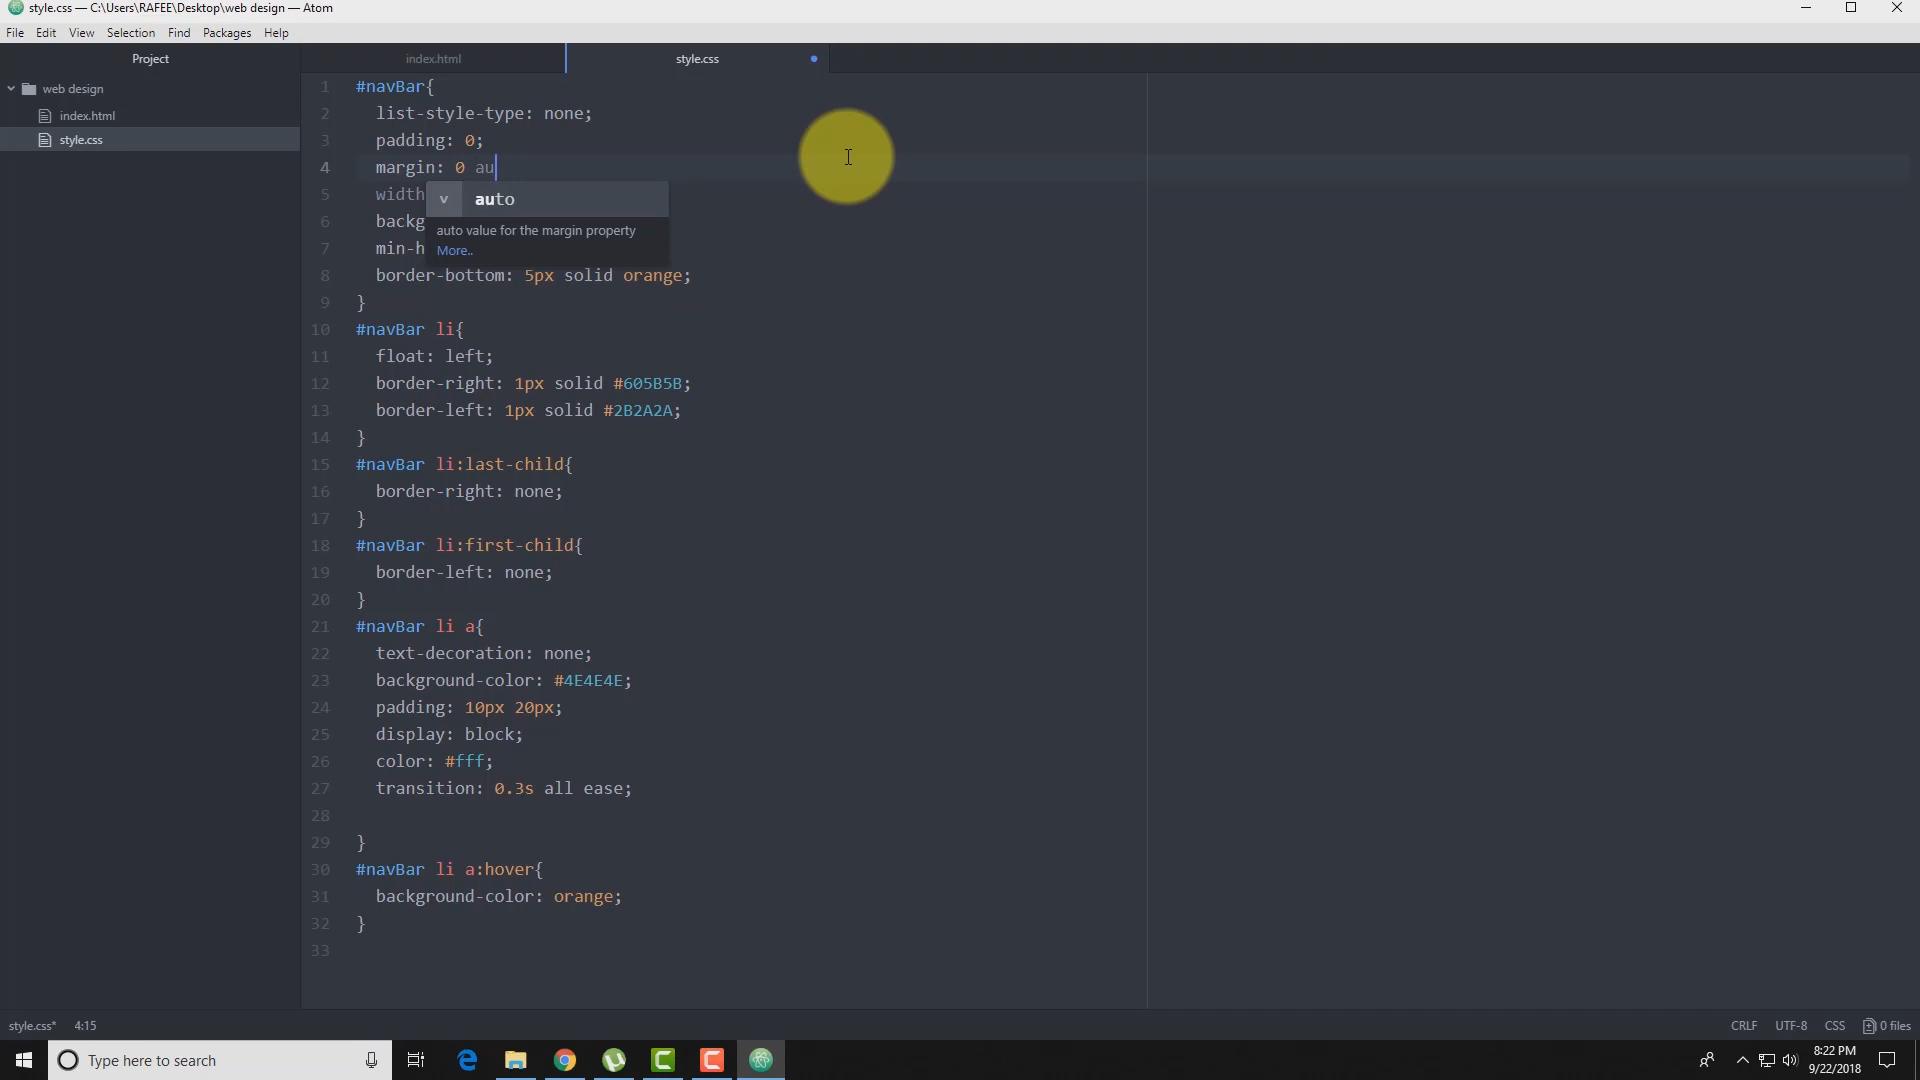 style.css — C:\Users\RAFEE\Desktop\web design — Atom
File Edit View Selection Find Packages Help
Project
index.html
style.css
web design
index.html
style.css
1 #navBar{
2 list-style-type: none;
3 padding: 0;
4 margin: 0 au
5 width
6 backg
7 min-h
v auto
auto value for the margin property
More..
8 border-bottom: 5px solid orange;
9 }
10 #navBar li{
11 float: left;
12 border-right: 1px solid #605B5B;
13 border-left: 1px solid #2B2A2A;
14 }
15 #navBar li:last-child{
16 border-right: none;
17 }
18 #navBar li:first-child{
19 border-left: none;
20 }
21 #navBar li a{
22 text-decoration: none;
23 background-color: #4E4E4E;
24 padding: 10px 20px;
25 display: block;
26 color: #fff;
27 transition: 0.3s all ease;
28
29 }
30 #navBar li a:hover{
31 background-color: orange;
32 }
33
style.css* 4:15
CRLF UTF-8 CSS 0 files
Type here to search
8:22 PM
9/22/2018